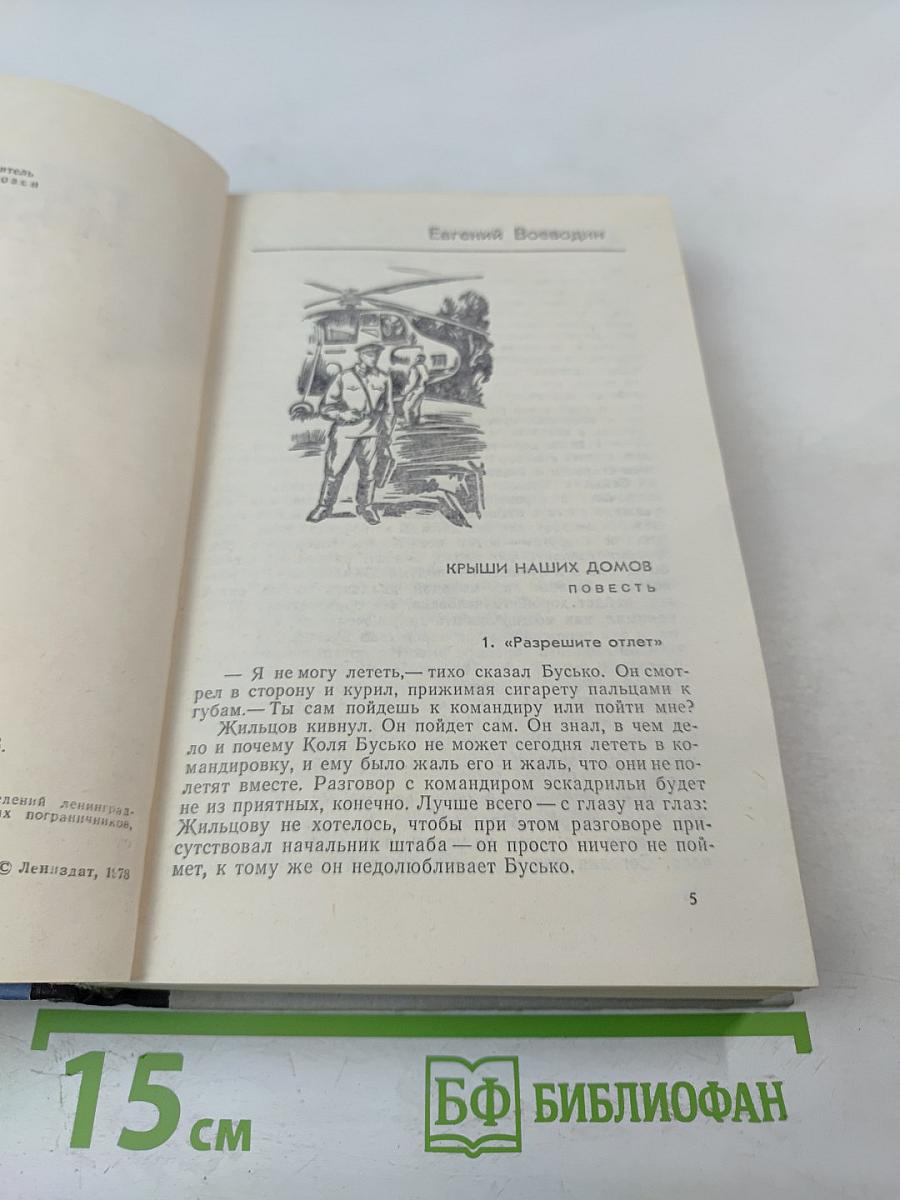 итель
овен
.
слений ленинград-
их пограничников,
© Лениздат, 1978
Евгений Воеводин
КРЫШИ НАШИХ ДОМОВ
ПОВЕСТЬ
1. «Разрешите отлет»
— Я не могу лететь,— тихо сказал Бусько. Он смот-
рел в сторону и курил, прижимая сигарету пальцами к
губам.— Ты сам пойдешь к командиру или пойти мне?
Жильцов кивнул. Он пойдет сам. Он знал, в чем де-
ло и почему Коля Бусько не может сегодня лететь в ко-
мандировку, и ему было жаль его и жаль, что они не по-
летят вместе. Разговор с командиром эскадрильи будет
не из приятных, конечно. Лучше всего — с глазу на глаз:
Жильцову не хотелось, чтобы при этом разговоре при-
сутствовал начальник штаба — он просто ничего не пой-
мет, к тому же он недолюбливает Бусько.
5
15 см
БФ БИБЛИОФАН